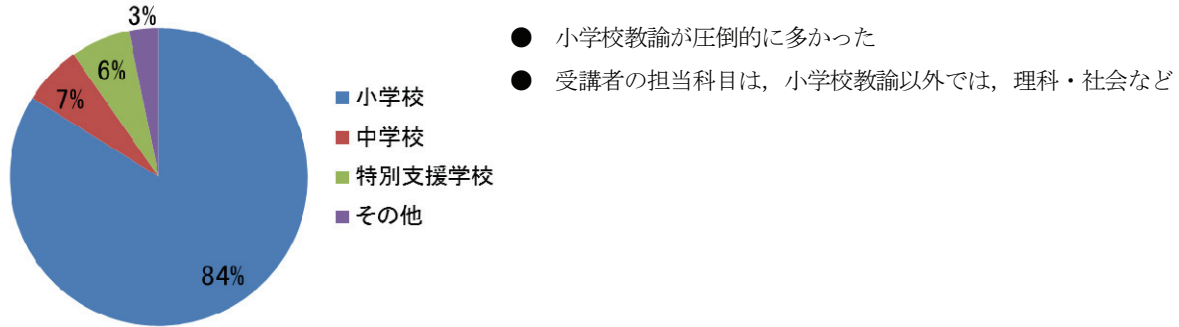 3%
6%
7%
84%
小学校
中学校
特別支援学校
その他
● 小学校教諭が圧倒的に多かった
● 受講者の担当科目は，小学校教諭以外では，理科・社会など